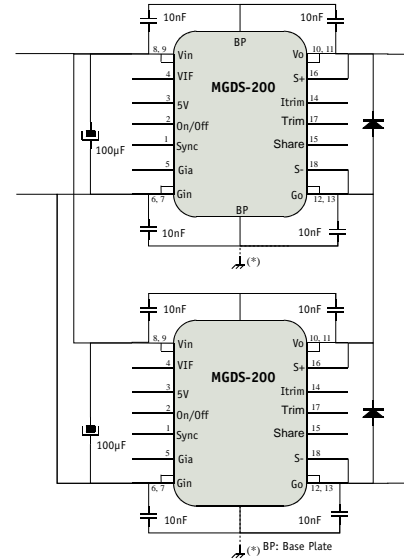 10nF
10nF
BP
8, 9
Vin
Vo
10, 11
4
VIF
S+
16
MGDS-200
3
5V
Itrim
14
2
On/Off
Trim
17
100µF
1
Sync
Share
15
5
Gia
S-
18
Gin
Go
6, 7
BP
12, 13
10nF
10nF
(*)
10nF
10nF
8, 9
Vin
Vo
10, 11
4
VIF
S+
16
MGDS-200
3
5V
Itrim
14
2
On/Off
Trim
17
1
Sync
Share
15
100µF
5
Gia
S-
18
Gin
Go
6, 7
12, 13
10nF
10nF
(*) BP: Base Plate